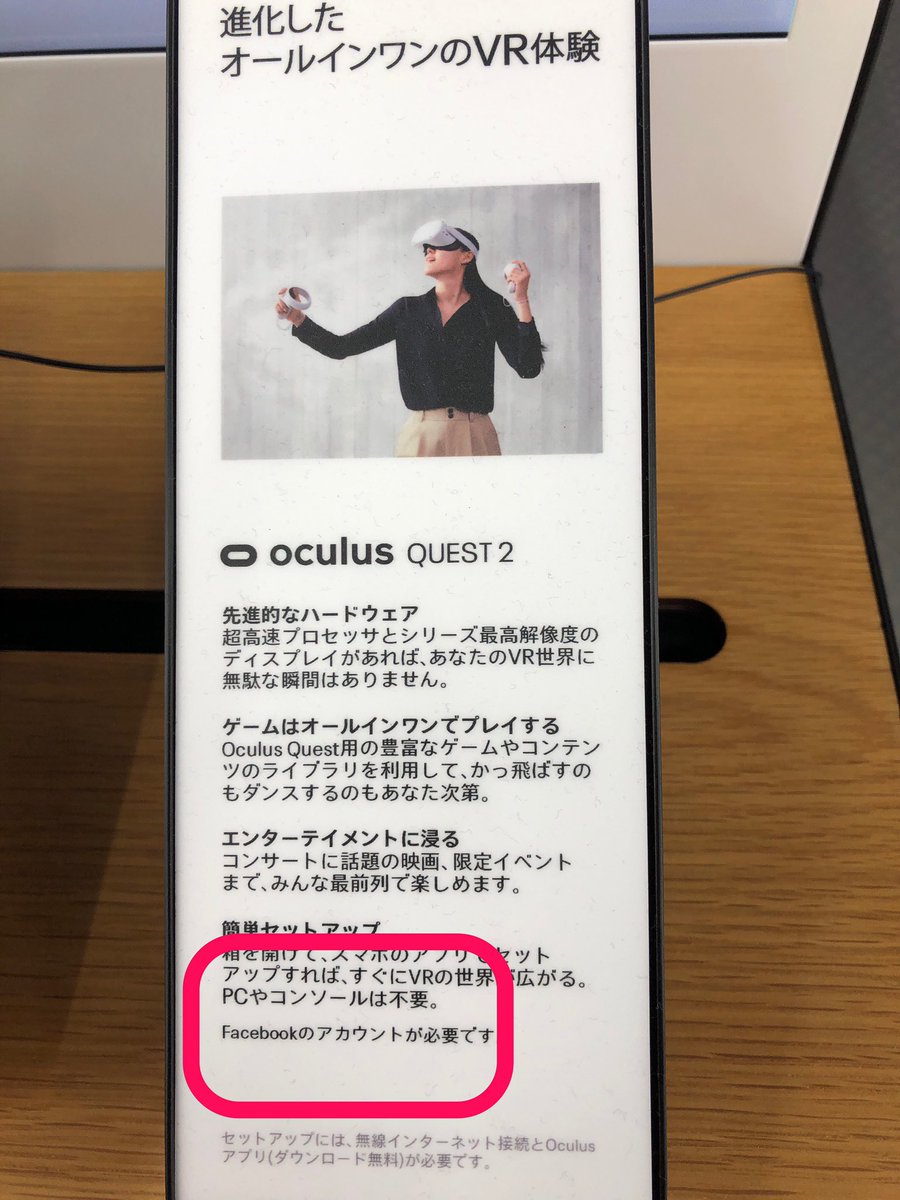 進化した
オールインワンのVR体験
oculus QUEST 2
先進的なハードウェア
超高速プロセッサとシリーズ最高解像度の
ディスプレイがあれば、あなたのVR世界に
無駄な瞬間はありません。
ゲームはオールインワンでプレイする
Oculus Quest用の豊富なゲームやコンテン
ツのライブラリを利用して、かっ飛ばすの
もダンスするのもあなた次第。
エンターテイメントに浸る
コンサートに話題の映画、限定イベント
まで、みんな最前列で楽しめます。
簡単セットアップ
箱を開けて、スマホのアプリでセット
アップすれば、すぐにVRの世界が広がる。
PCやコンソールは不要。
Facebookのアカウントが必要です
セットアップには、無線インターネット接続とOculus
アプリ(ダウンロード無料)が必要です。